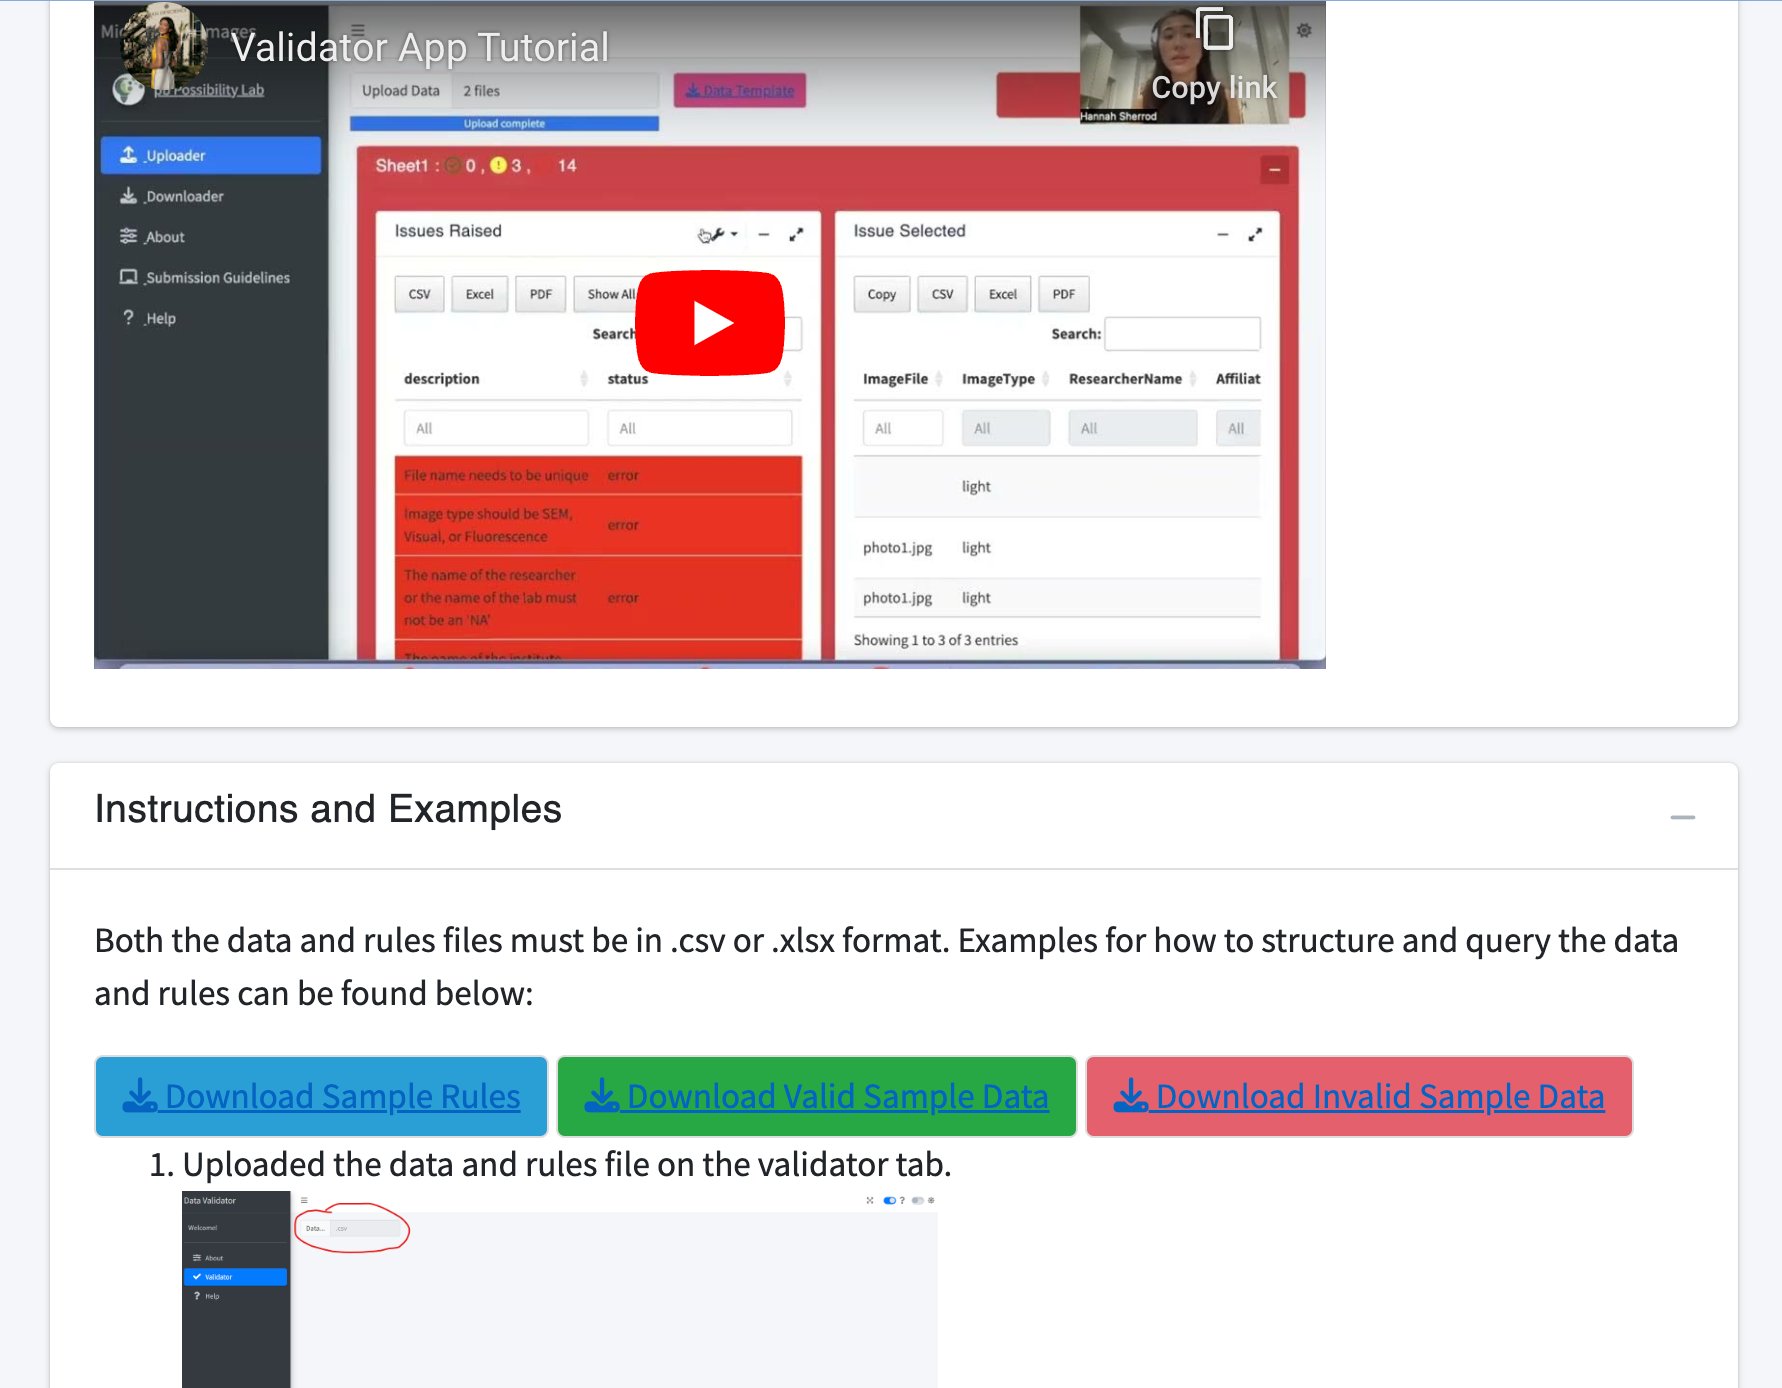 Validator App Tutorial
Copy link
Possibility Lab
Upload Data 2 files
Data Template
Upload complete
Hannah Sherrod
Uploader
Downloader
About
Submission Guidelines
? Help
Sheet1 : 0 , ! 3 , 14
Issues Raised
CSV Excel PDF Show All
Search
description status
All All
File name needs to be unique error
Image type should be SEM,
Visual, or Fluorescence error
The name of the researcher
or the name of the lab must error
not be an 'NA'
The name of the institute
Issue Selected
Copy CSV Excel PDF
Search:
ImageFile ImageType ResearcherName Affiliat
All All All All
light
photo1.jpg light
photo1.jpg light
Showing 1 to 3 of 3 entries
Instructions and Examples
Both the data and rules files must be in .csv or .xlsx format. Examples for how to structure and query the data
and rules can be found below:
Download Sample Rules Download Valid Sample Data Download Invalid Sample Data
1. Uploaded the data and rules file on the validator tab.
Data Validator
?
Welcome!
Data... .csv
About
Validator
? Help